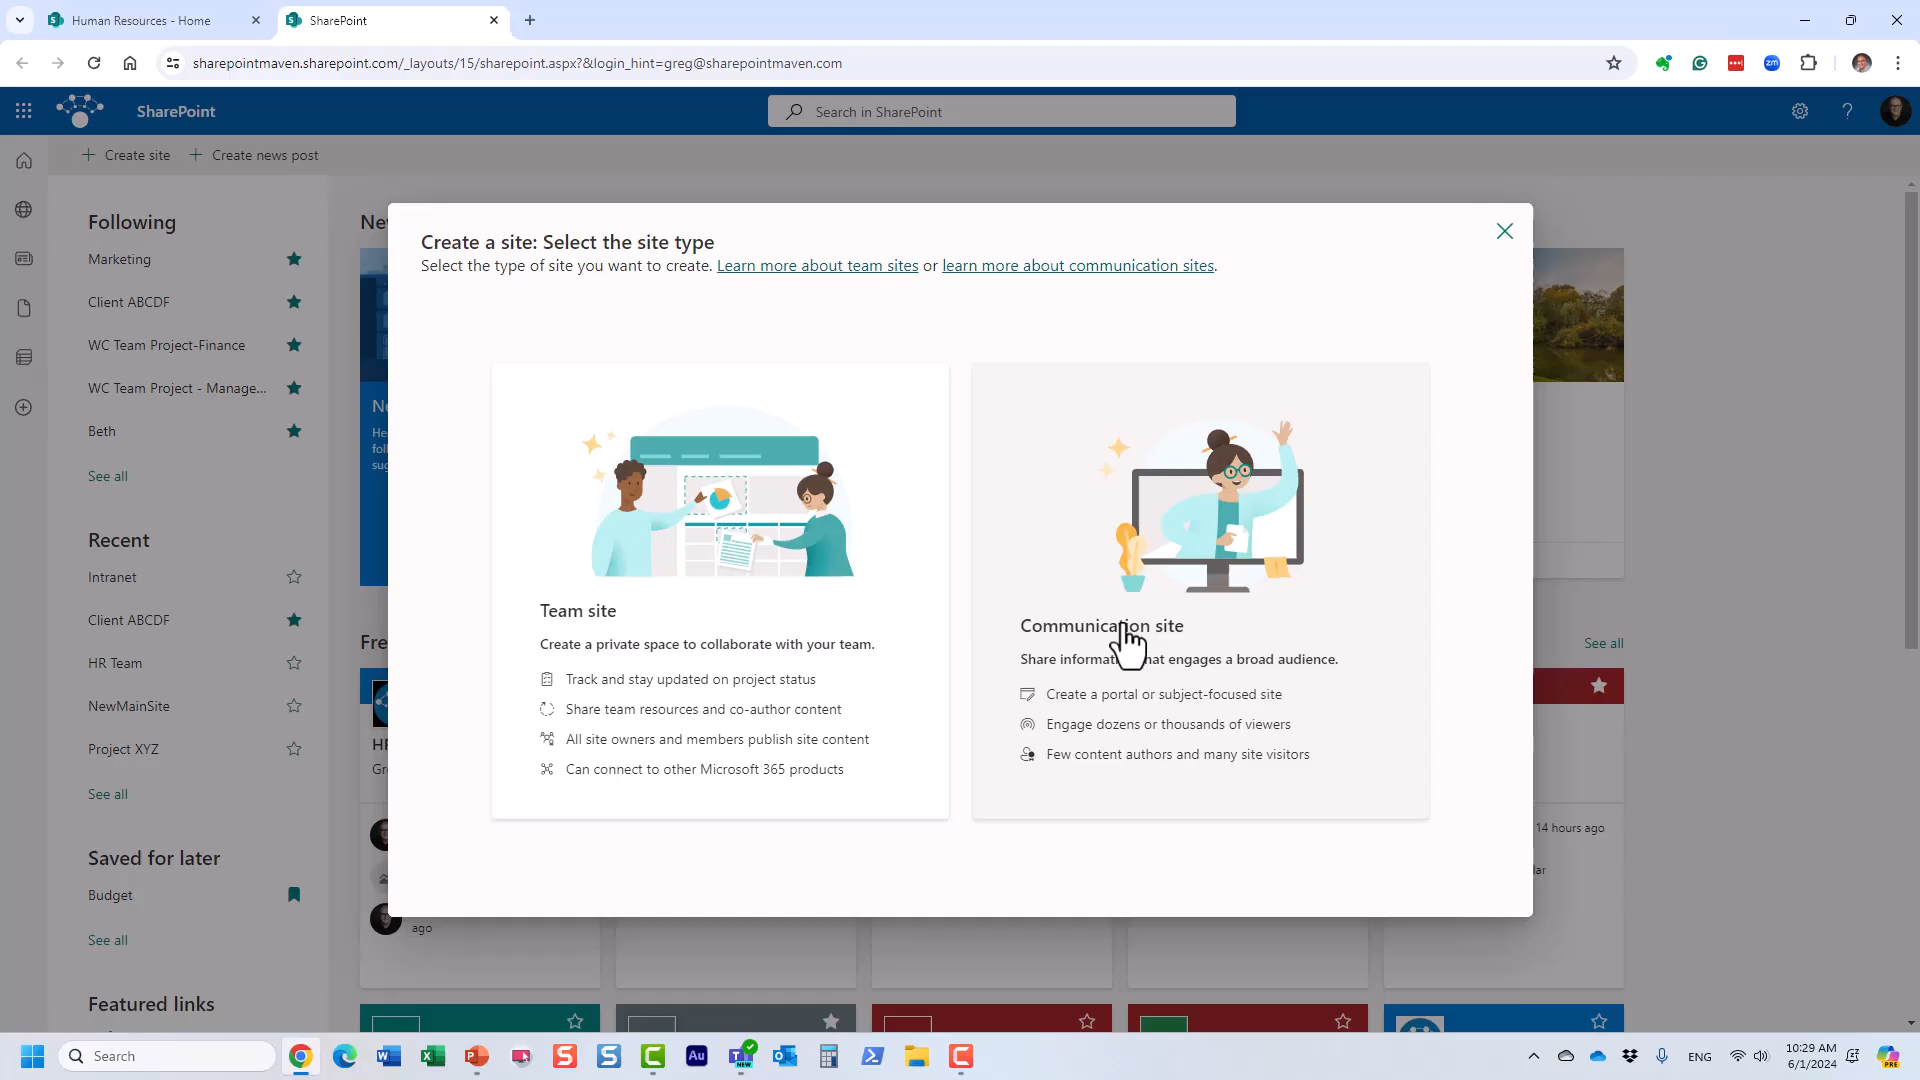 Human Resources - Home
SharePoint
sharepointmaven.sharepoint.com/_layouts/15/sharepoint.aspx?&login_hint=greg@sharepointmaven.com
zm
SharePoint
Search in SharePoint
?
Create site
Create news post
Following
Marketing
Client ABCDF
WC Team Project-Finance
WC Team Project - Manage...
Beth
See all
Recent
Intranet
Client ABCDF
HR Team
NewMainSite
Project XYZ
See all
Saved for later
Budget
See all
Featured links
Create a site: Select the site type
Select the type of site you want to create. Learn more about team sites or learn more about communication sites.
Team site
Create a private space to collaborate with your team.
Track and stay updated on project status
Share team resources and co-author content
All site owners and members publish site content
Can connect to other Microsoft 365 products
Communication site
Share information that engages a broad audience.
Create a portal or subject-focused site
Engage dozens or thousands of viewers
Few content authors and many site visitors
See all
14 hours ago
ago
Search
Au
NEW
ENG
10:29 AM
6/1/2024
PRE